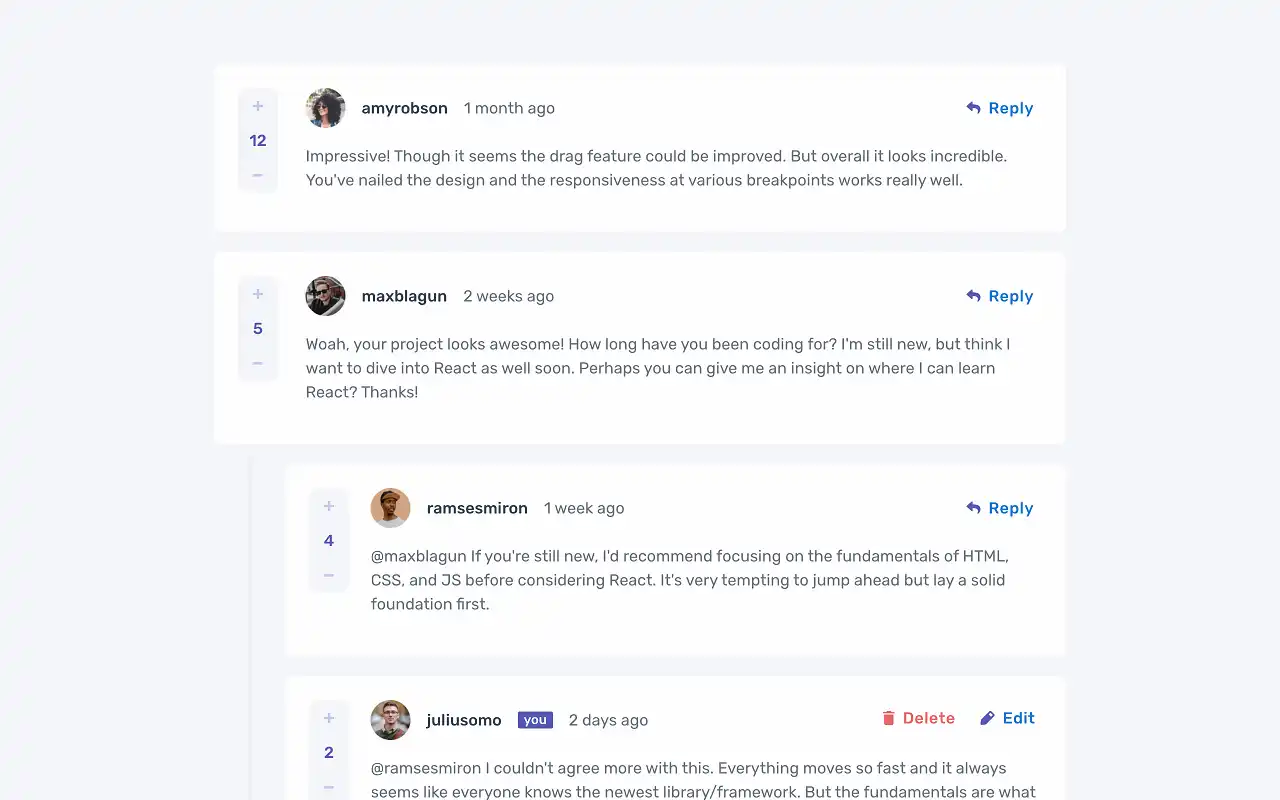 +
amyrobson 1 month ago Reply
12
Impressive! Though it seems the drag feature could be improved. But overall it looks incredible.
−
You've nailed the design and the responsiveness at various breakpoints works really well.
+
maxblagun 2 weeks ago Reply
5
Woah, your project looks awesome! How long have you been coding for? I'm still new, but think I
−
want to dive into React as well soon. Perhaps you can give me an insight on where I can learn
React? Thanks!
+
ramsesmiron 1 week ago Reply
4
@maxblagun If you're still new, I'd recommend focusing on the fundamentals of HTML,
−
CSS, and JS before considering React. It's very tempting to jump ahead but lay a solid
foundation first.
+
juliusomo you 2 days ago Delete Edit
2
@ramsesmiron I couldn't agree more with this. Everything moves so fast and it always
−
seems like everyone knows the newest library/framework. But the fundamentals are what